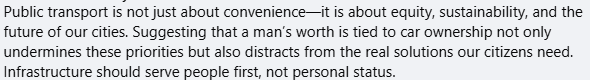 Public transport is not just about convenience—it is about equity, sustainability, and the
future of our cities. Suggesting that a man's worth is tied to car ownership not only
undermines these priorities but also distracts from the real solutions our citizens need.
Infrastructure should serve people first, not personal status.